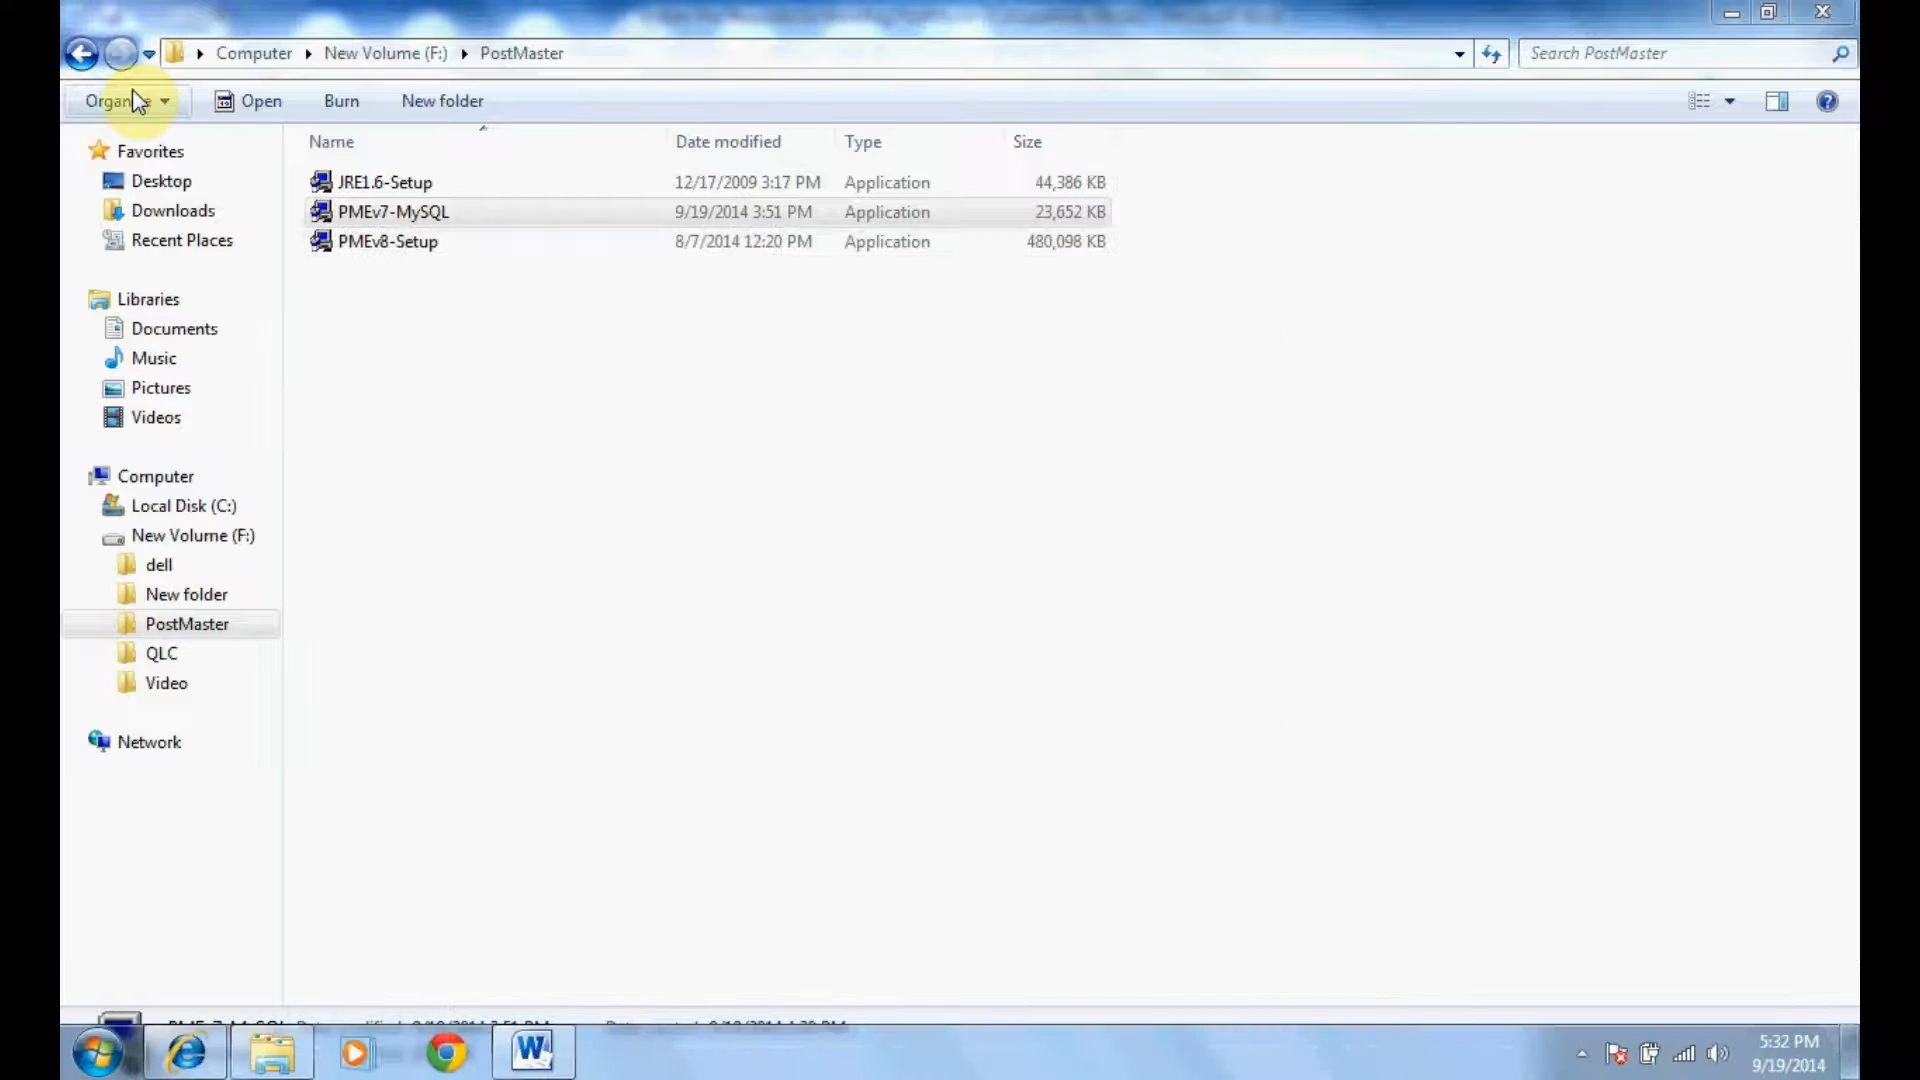 Computer New Volume (F:) PostMaster
Search PostMaster
Open Burn New folder
Name Date modified Type Size
JRE1.6-Setup 12/17/2009 3:17 PM Application 44,386 KB
PMEv7-MySQL 9/19/2014 3:51 PM Application 23,652 KB
PMEv8-Setup 8/7/2014 12:20 PM Application 480,098 KB
Favorites
Desktop
Downloads
Recent Places
Libraries
Documents
Music
Pictures
Videos
Computer
Local Disk (C:)
New Volume (F:)
dell
New folder
PostMaster
QLC
Video
Network
5:32 PM
9/19/2014